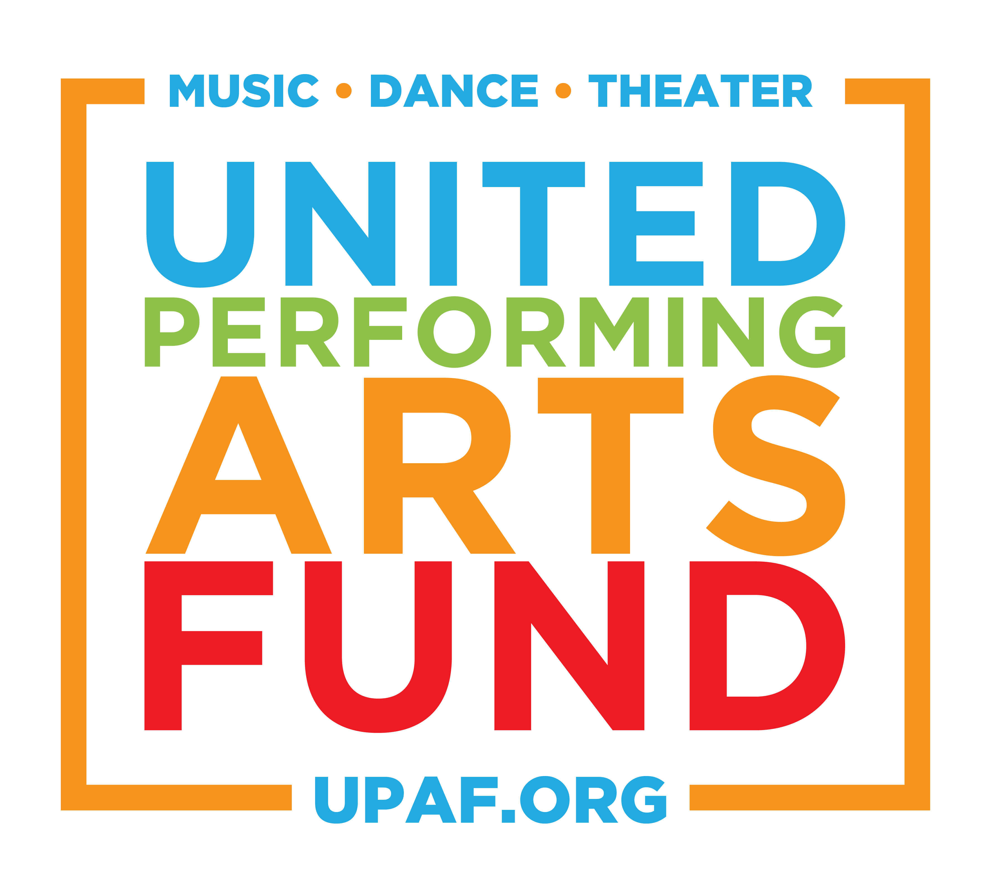 MUSIC • DANCE • THEATER
UNITED
PERFORMING
ARTS
FUND
UPAF.ORG